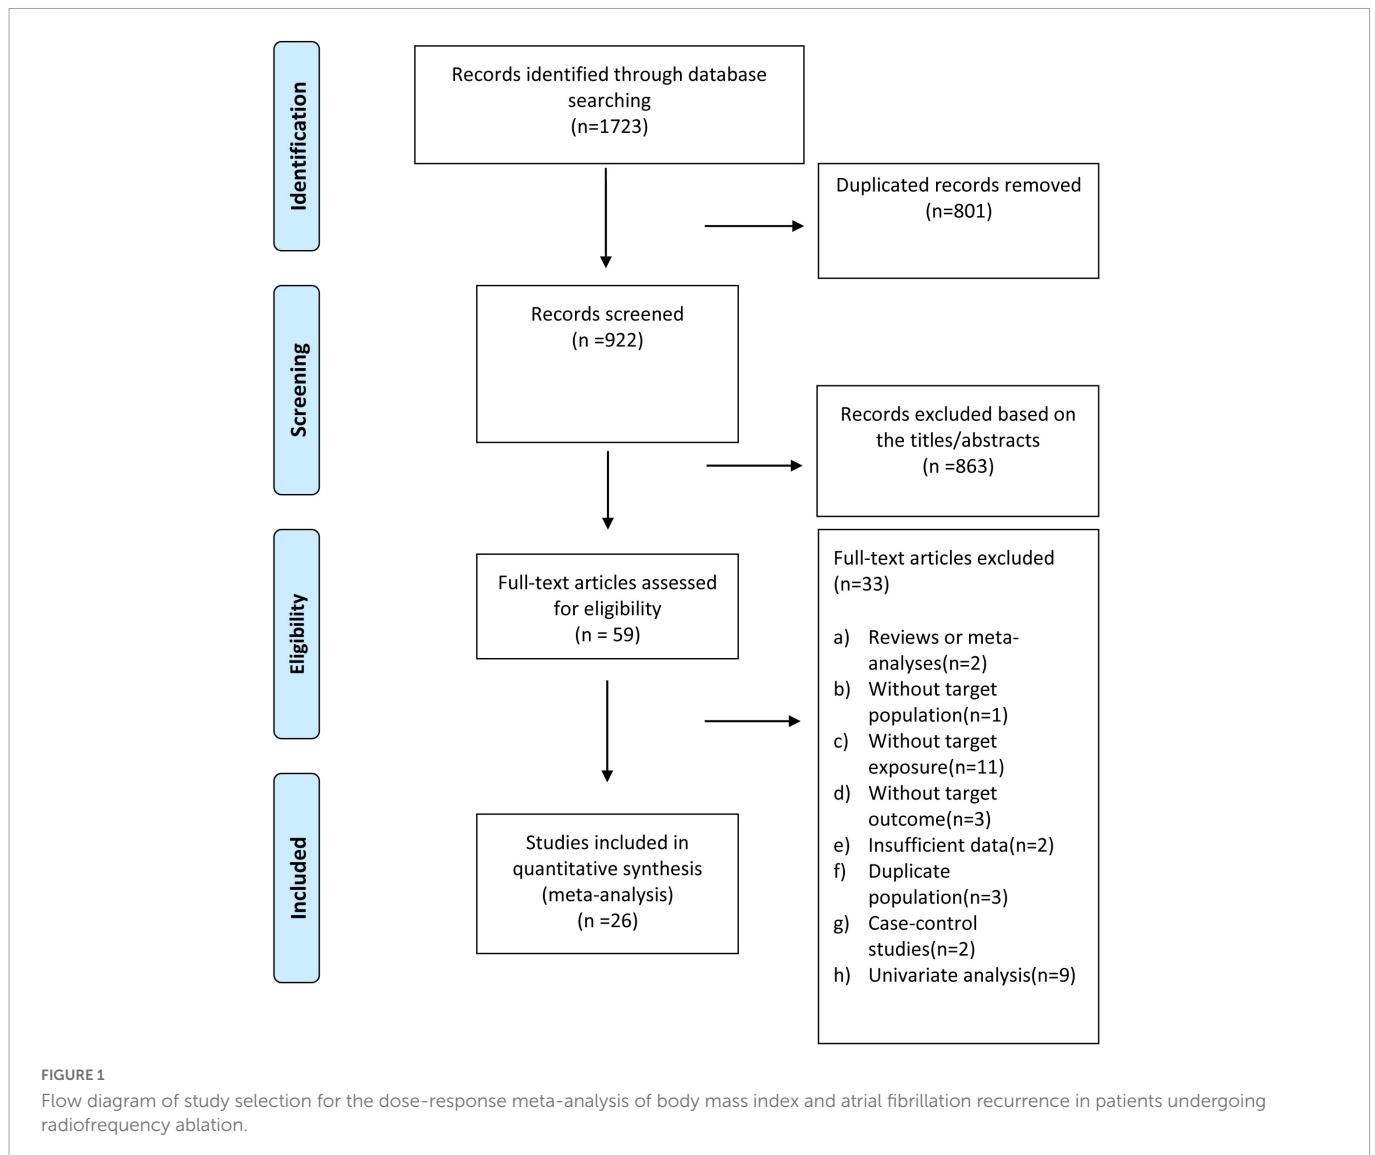 Identification
Records identified through database
searching
(n=1723)
Duplicated records removed
(n=801)
Screening
Records screened
(n =922)
Records excluded based on
the titles/abstracts
(n =863)
Eligibility
Full-text articles assessed
for eligibility
(n = 59)
Full-text articles excluded
(n=33)
a) Reviews or meta-
analyses(n=2)
b) Without target
population(n=1)
c) Without target
exposure(n=11)
d) Without target
outcome(n=3)
e) Insufficient data(n=2)
f) Duplicate
population(n=3)
g) Case-control
studies(n=2)
h) Univariate analysis(n=9)
Included
Studies included in
quantitative synthesis
(meta-analysis)
(n =26)
FIGURE 1
Flow diagram of study selection for the dose-response meta-analysis of body mass index and atrial fibrillation recurrence in patients undergoing
radiofrequency ablation.